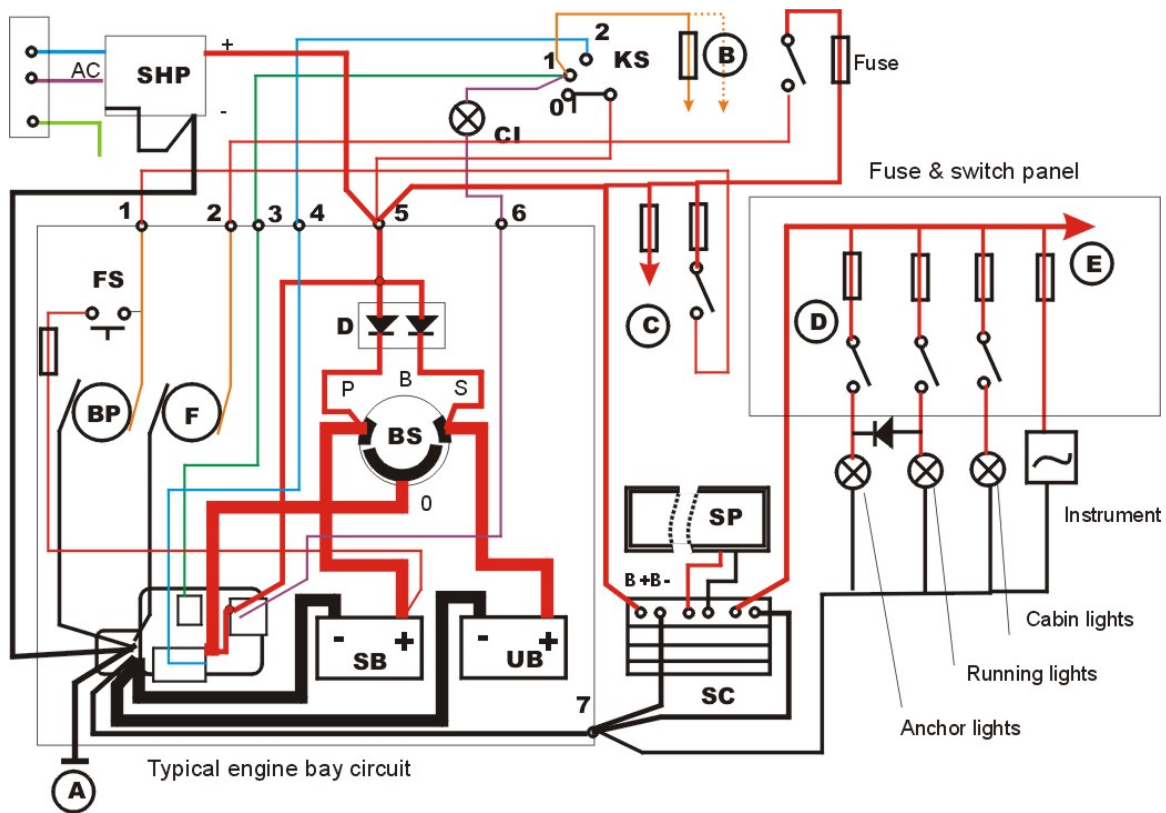 2
+
1
KS
B
AC
SHP
Fuse
-
0
CI
Fuse & switch panel
1
2
3
4
5
6
FS
E
C
D
D
P
B
S
BP
F
BS
SP
0
Instrument
B +B -
Cabin lights
-
+
-
+
SB
UB
Running lights
SC
7
Anchor lights
Typical engine bay circuit
A